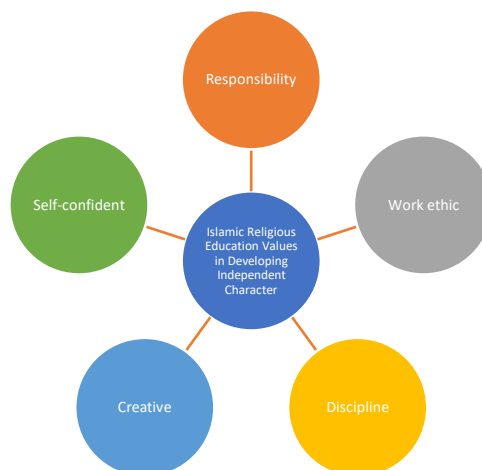 Responsibility
Self-confident
Work ethic
Islamic Religious
Education Values
in Developing
Independent
Character
Creative
Discipline